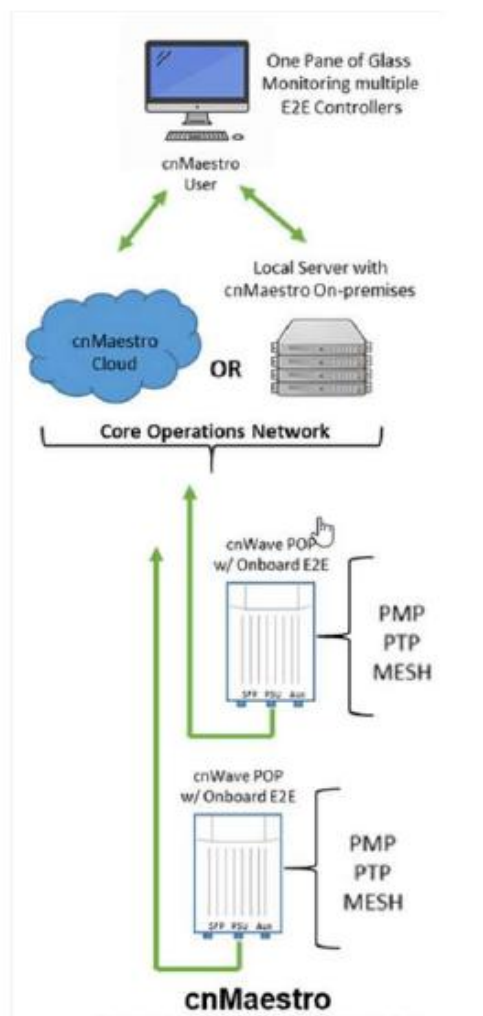 One Pane of Glass
Monitoring multiple
E2E Controllers
cnMaestro
User
Local Server with
cnMaestro On-premises
cnMaestro
Cloud
OR
Core Operations Network
cnWave POP
w/ Onboard E2E
PMP
PTP
MESH
SFP PSU Aux
cnWave POP
w/ Onboard E2E
PMP
PTP
MESH
SFP PSU Aux
cnMaestro